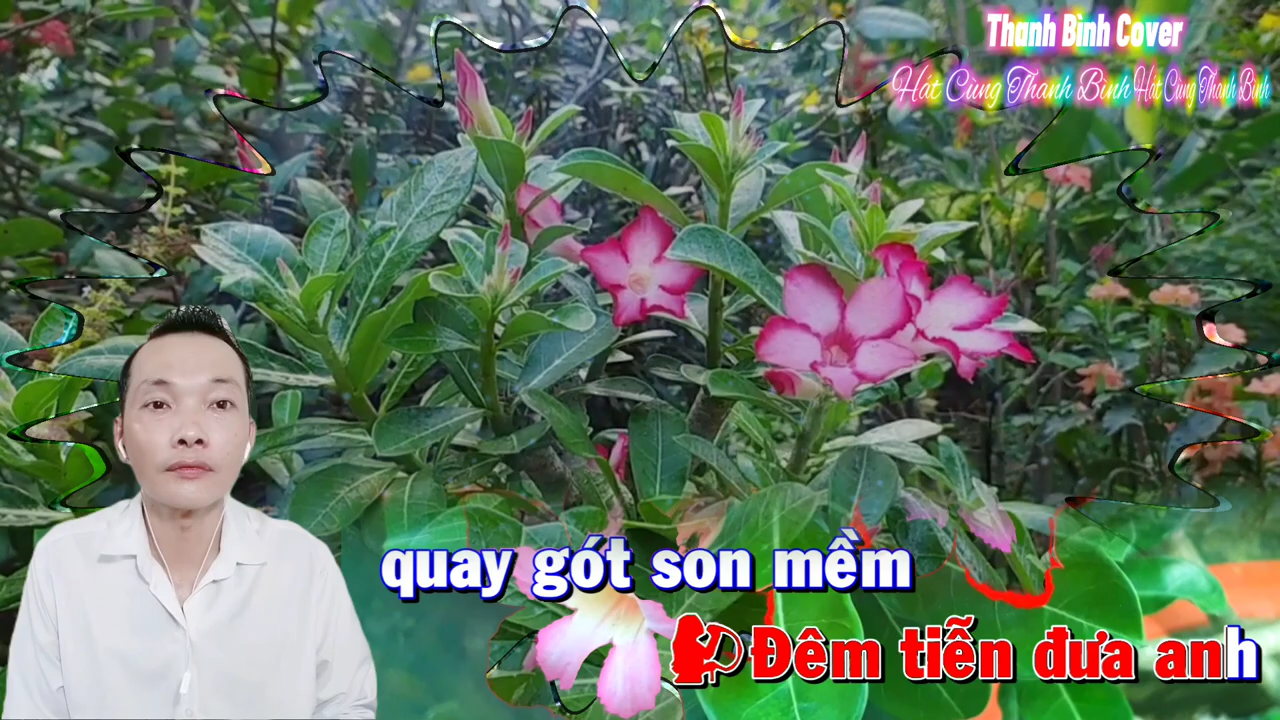 Thanh Bình Cover
Hát Cùng Thanh Bình Hát Cùng Thanh Bình
quay gót son mềm
Đêm tiễn đưa anh